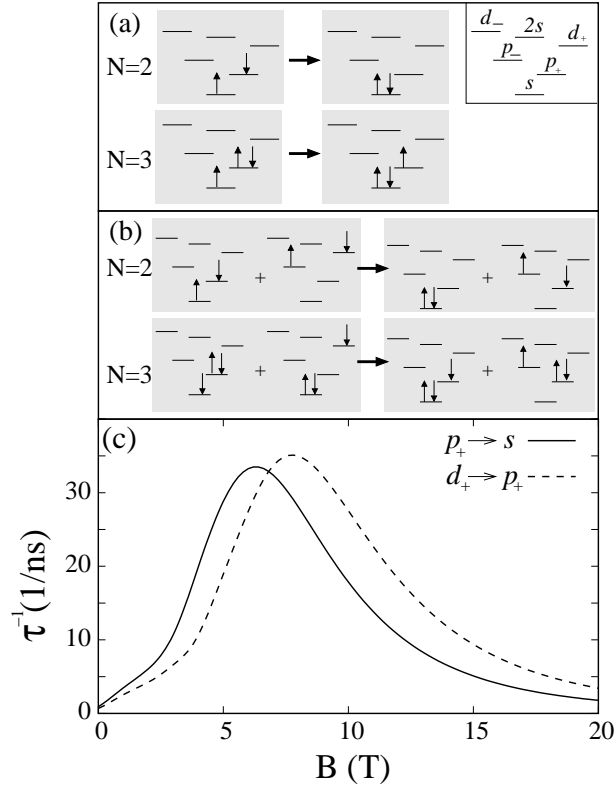 (a)
d₋ 2s d₊
p₋ p₊
s
N=2
N=3
(b)
N=2
+ +
N=3
+ +
(c)
p₊→s
d₊→p₊
30
20
10
0
τ⁻¹(1/ns)
0 5 10 15 20
B (T)